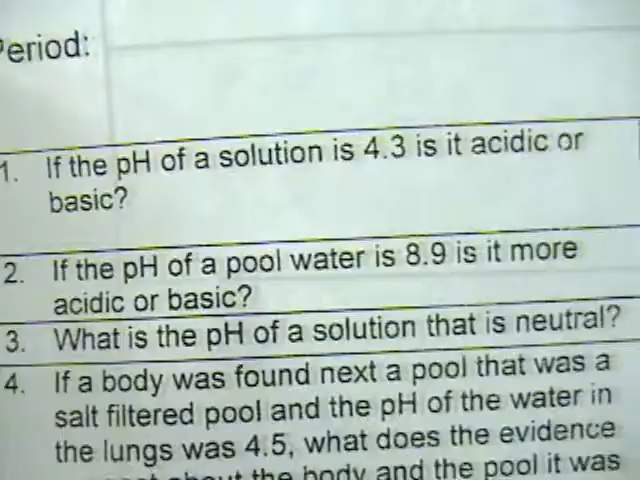 Period:
1. If the pH of a solution is 4.3 is it acidic or
basic?
2. If the pH of a pool water is 8.9 is it more
acidic or basic?
3. What is the pH of a solution that is neutral?
4. If a body was found next a pool that was a
salt filtered pool and the pH of the water in
the lungs was 4.5, what does the evidence
about the body and the pool it was